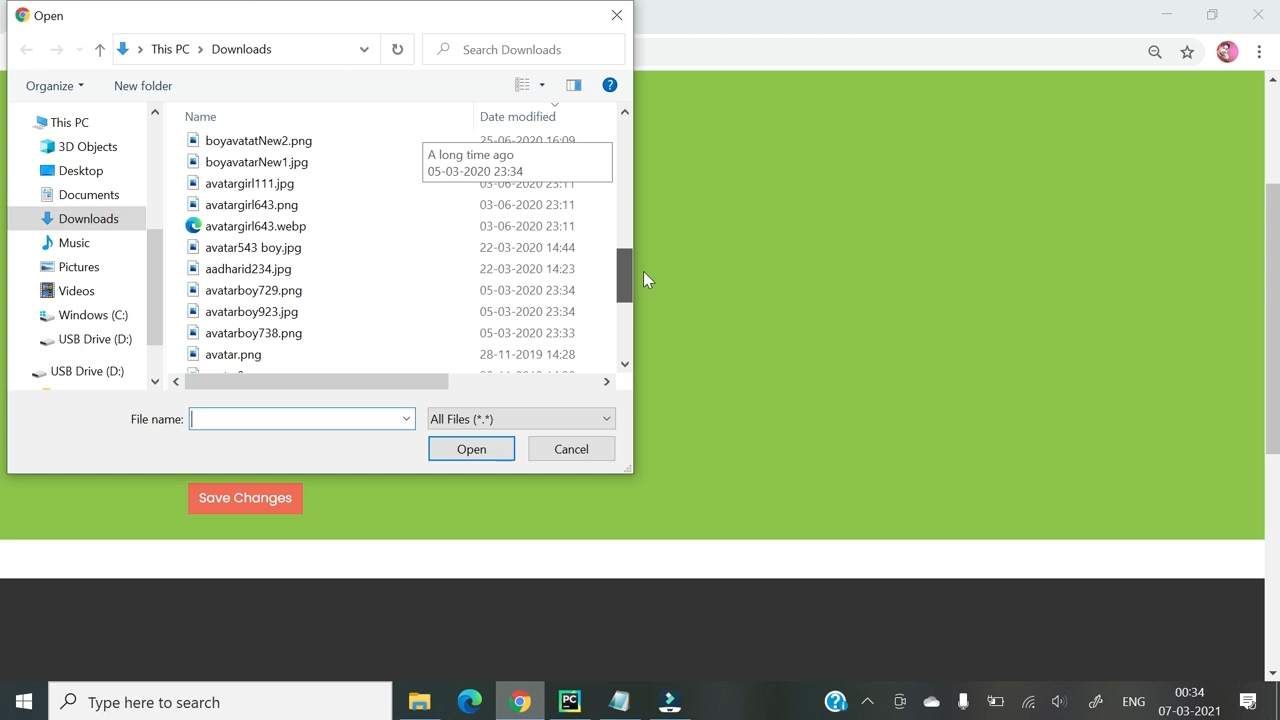 Open
This PC > Downloads
Search Downloads
Organize
New folder
This PC
3D Objects
Desktop
Documents
Downloads
Music
Pictures
Videos
Windows (C:)
USB Drive (D:)
USB Drive (D:)
Name Date modified
boyavatatNew2.png 25-06-2020 16:09
boyavatarNew1.jpg
A long time ago
05-03-2020 23:34
avatargirl111.jpg 03-06-2020 23:11
avatargirl643.png 03-06-2020 23:11
avatargirl643.webp 03-06-2020 23:11
avatar543 boy.jpg 22-03-2020 14:44
aadharid234.jpg 22-03-2020 14:23
avatarboy729.png 05-03-2020 23:34
avatarboy923.jpg 05-03-2020 23:34
avatarboy738.png 05-03-2020 23:33
avatar.png 28-11-2019 14:28
File name: All Files (*.*)
Open Cancel
Save Changes
Type here to search
PC
ENG
00:34
07-03-2021